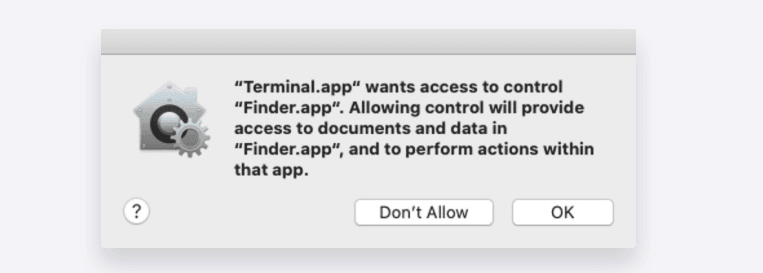 “Terminal.app“ wants access to control
“Finder.app“. Allowing control will provide
access to documents and data in
“Finder.app“, and to perform actions within
that app.
?
Don’t Allow
OK